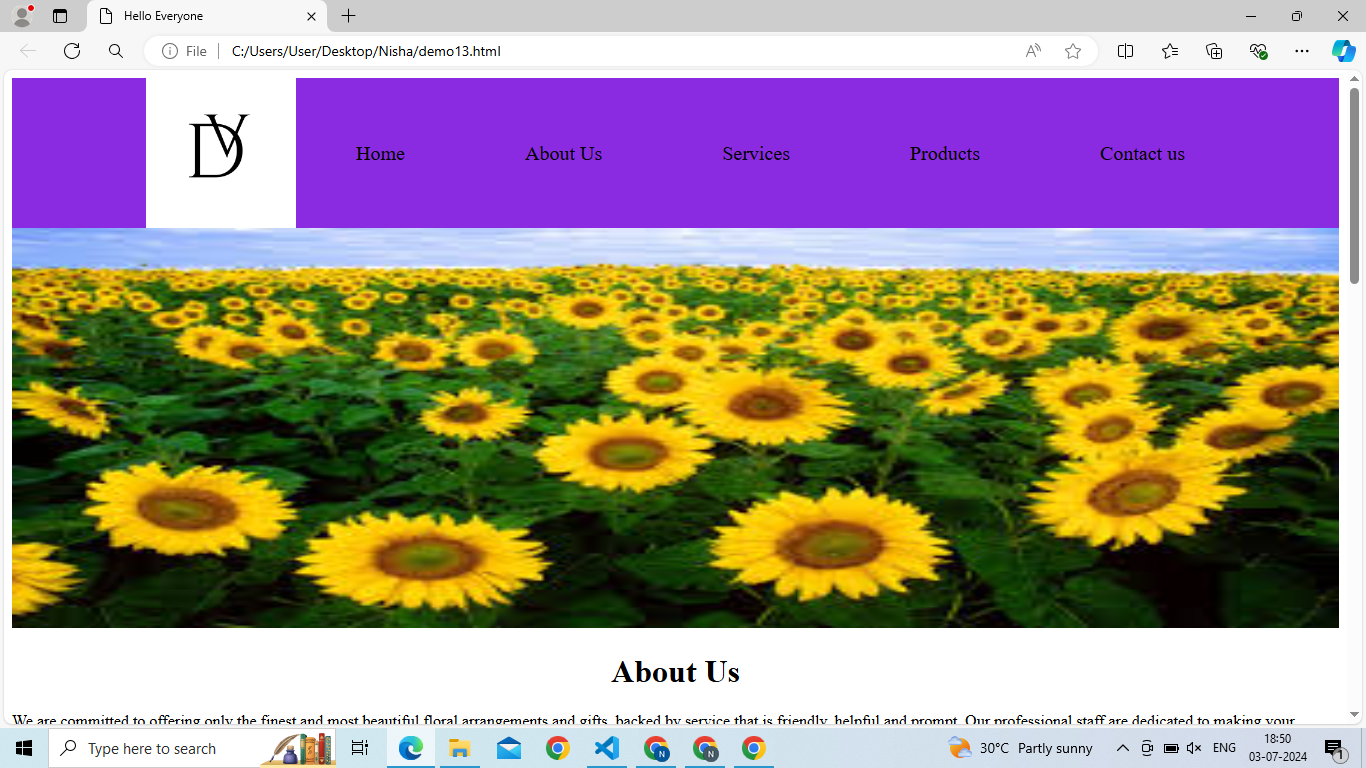 Hello Everyone
File C:/Users/User/Desktop/Nisha/demo13.html
DV
Home About Us Services Products Contact us
About Us
We are committed to offering only the finest and most beautiful floral arrangements and gifts, backed by service that is friendly, helpful and prompt. Our professional staff are dedicated to making your
Type here to search
N
N
30°C Partly sunny
ENG
18:50
03-07-2024
1